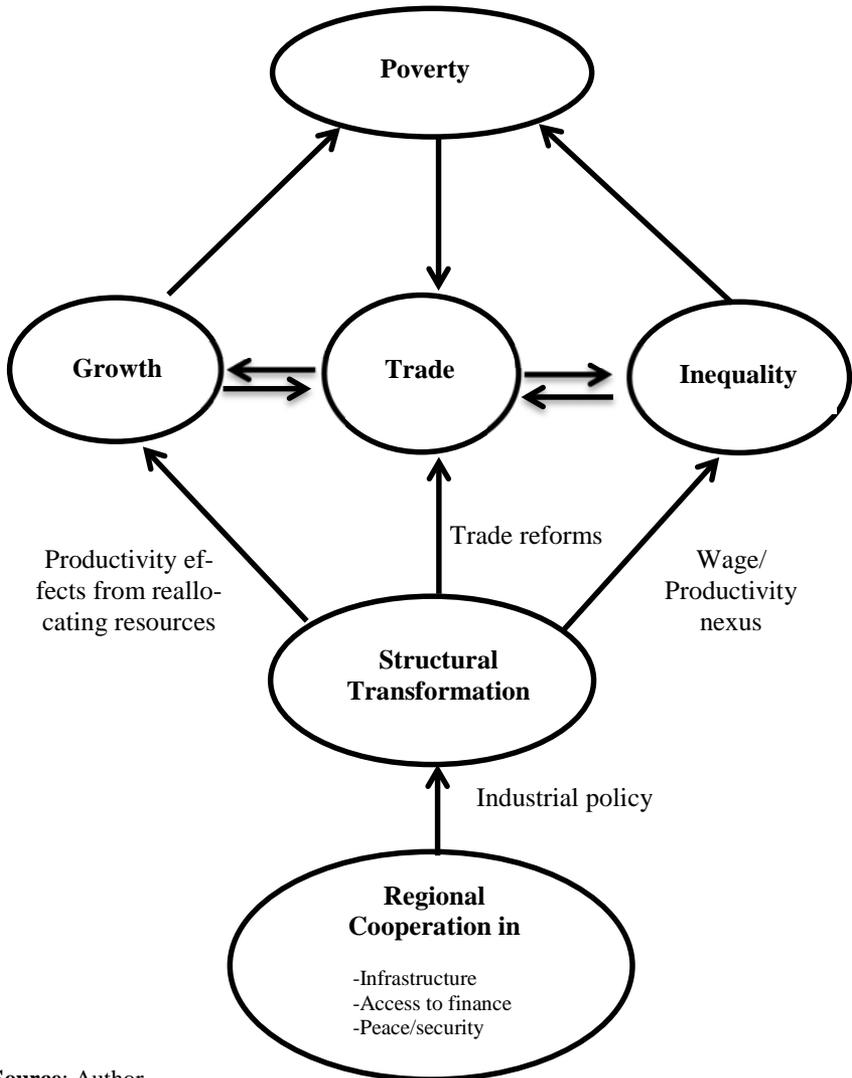 Poverty
Growth
Trade
Inequality
Trade reforms
Productivity ef-
fects from reallo-
cating resources
Wage/
Productivity
nexus
Structural
Transformation
Industrial policy
Regional
Cooperation in
-Infrastructure
-Access to finance
-Peace/security
Source: Author